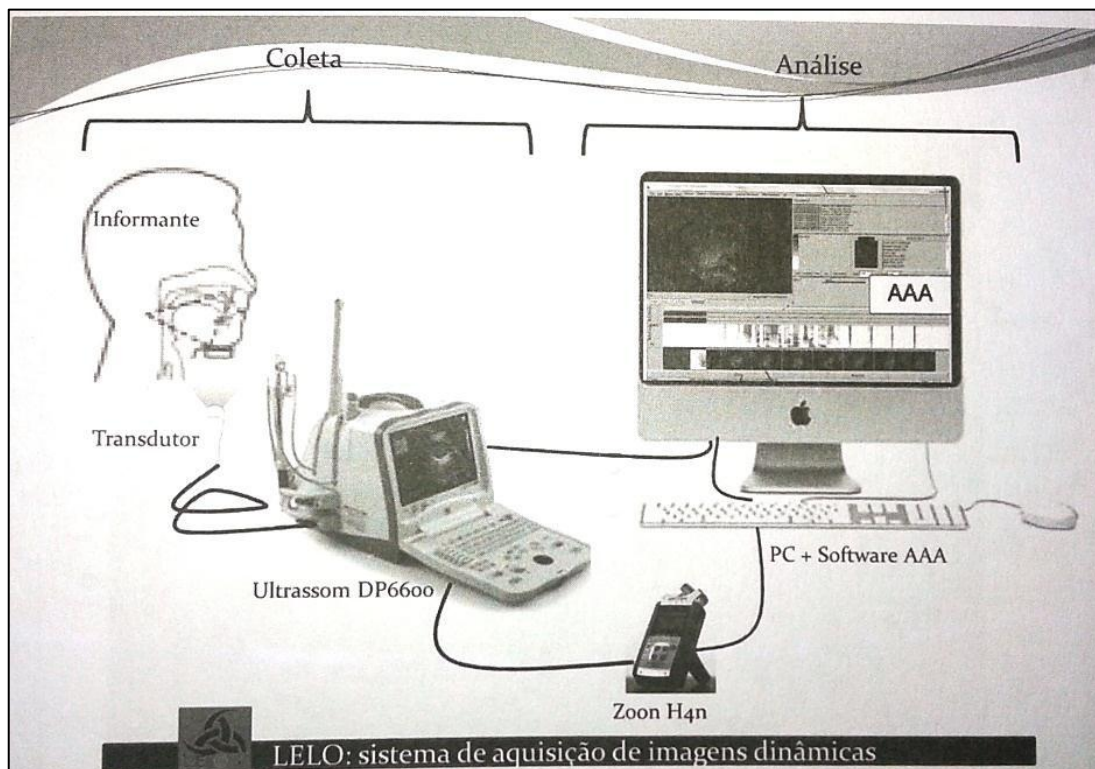 Coleta
Análise
Informante
AAA
Transdutor
PC + Software AAA
Ultrassom DP6600
Zoon H4n
LELO: sistema de aquisição de imagens dinâmicas